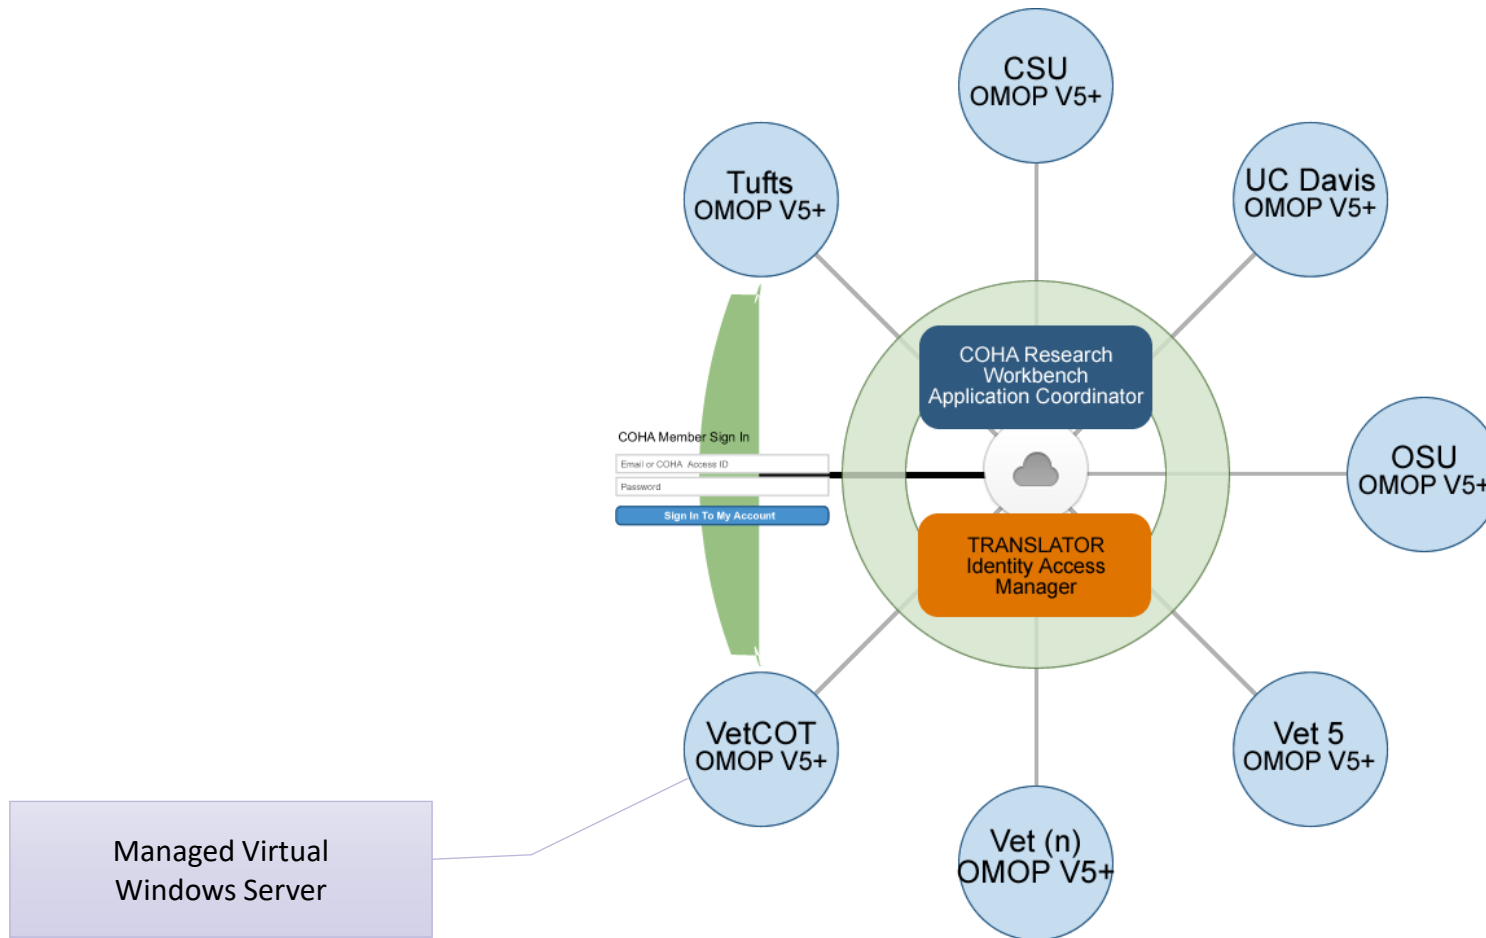 CSU
OMOP V5+
Tufts
OMOP V5+
UC Davis
OMOP V5+
COHA Research
Workbench
Application Coordinator
COHA Member Sign In
Email or COHA  Access ID
Password
Sign In To My Account
OSU
OMOP V5+
TRANSLATOR
Identity Access
Manager
VetCOT
OMOP V5+
Vet 5
OMOP V5+
Vet (n)
OMOP V5+
Managed Virtual
Windows Server